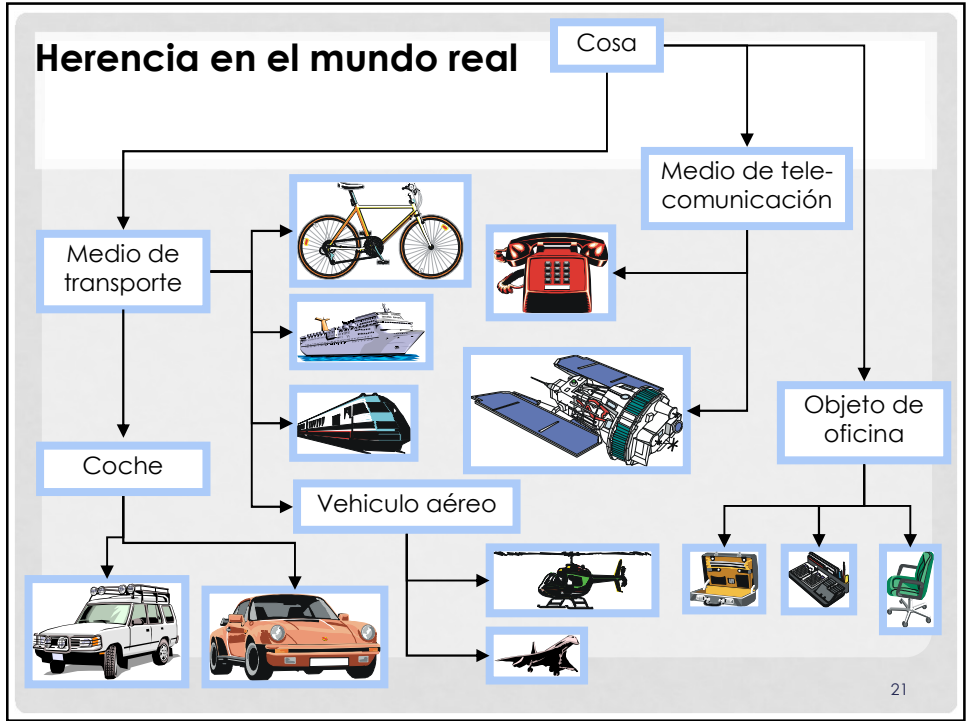 Herencia en el mundo real
Cosa
Medio de tele-
comunicación
Medio de
transporte
Objeto de
oficina
Coche
Vehiculo aéreo
21